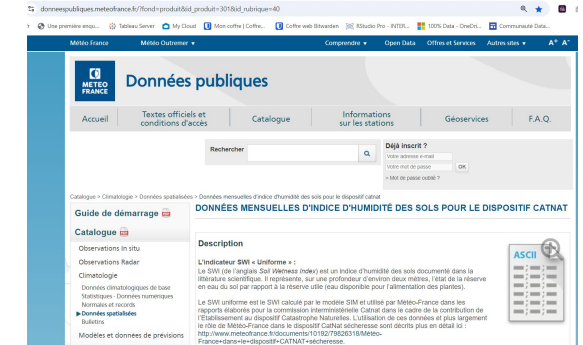 donneespubliques.meteofrance.fr/?fond=produit&id_produit=301&id_rubrique=40
Une première enqu...
Tableau Server
My Cloud
Mon coffre | Coffre...
Coffre web Bitwarden
RStudio Pro - INTER...
100% Data - OneDri...
Communauté Data...
Météo France
Météo Outremer
Comprendre
Open Data
Offres et Services
Autres sites
A+ A-
METEO
FRANCE
Données publiques
Accueil
Textes officiels et
conditions d'accès
Catalogue
Informations
sur les stations
Géoservices
F.A.Q.
Rechercher
Déjà inscrit ?
Votre adresse e-mail
Votre mot de passe
OK
» Mot de passe oublié ?
Catalogue > Climatologie > Données spatialisées > Données mensuelles d'indice d'humidité des sols pour le dispositif catnat
Guide de démarrage
Catalogue
Observations In situ
Observations Radar
Climatologie
Données climatologiques de base
Statistiques - Données numériques
Normales et records
Données spatialisées
Bulletins
Modèles et données de prévisions
DONNÉES MENSUELLES D'INDICE D'HUMIDITÉ DES SOLS POUR LE DISPOSITIF CATNAT
Description
L'indicateur SWI « Uniforme » :
Le SWI (de l'anglais Soil Wetness Index) est un indice d'humidité des sols documenté dans la
littérature scientifique. Il représente, sur une profondeur d'environ deux mètres, l'état de la réserve
en eau du sol par rapport à la réserve utile (eau disponible pour l'alimentation des plantes).
Le SWI uniforme est le SWI calculé par le modèle SIM et utilisé par Météo-France dans les
rapports élaborés pour la commission interministérielle Catnat dans le cadre de la contribution de
l'Etablissement au dispositif Catastrophe Naturelles. L'utilisation de ces données et plus largement
le rôle de Météo-France dans le dispositif CatNat sécheresse sont décrits plus en détail ici :
http://www.meteofrance.fr/documents/10192/79826318/Météo-
France+dans+le+dispositif+CATNAT+sécheresse.
ASCII